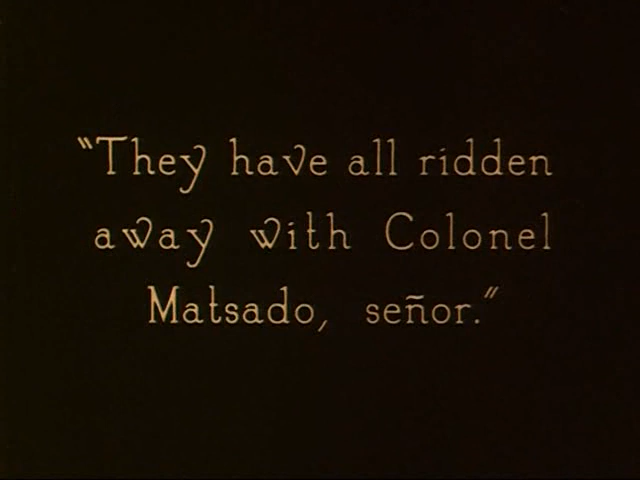 "They have all ridden
away with Colonel
Matsado, señor."